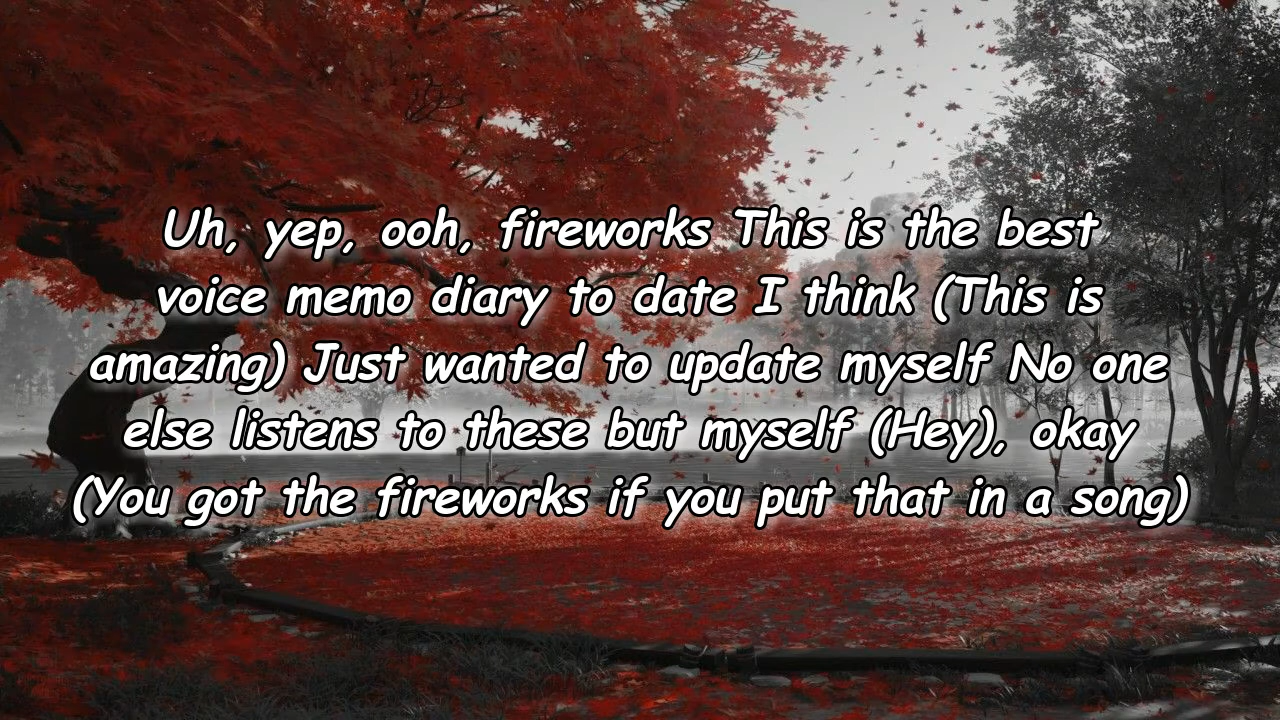 Uh, yep, ooh, fireworks This is the best
voice memo diary to date I think (This is
amazing) Just wanted to update myself No one
else listens to these but myself (Hey), okay
(You got the fireworks if you put that in a song)